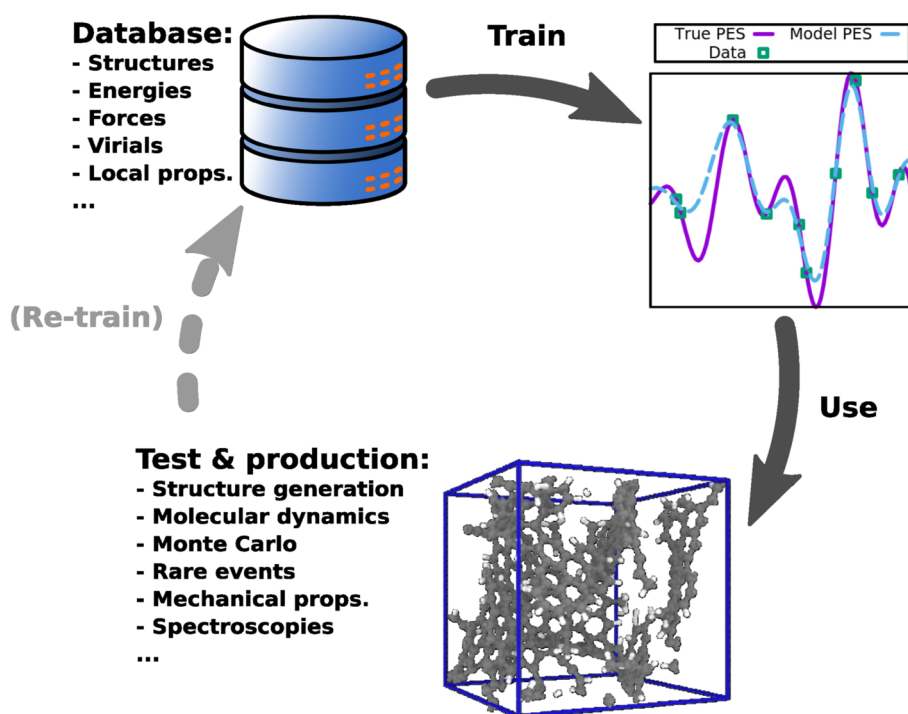 Database:
- Structures
- Energies
- Forces
- Virials
- Local props.
...
Train
True PES
Model PES
Data
(Re-train)
Use
Test & production:
- Structure generation
- Molecular dynamics
- Monte Carlo
- Rare events
- Mechanical props.
- Spectroscopies
...